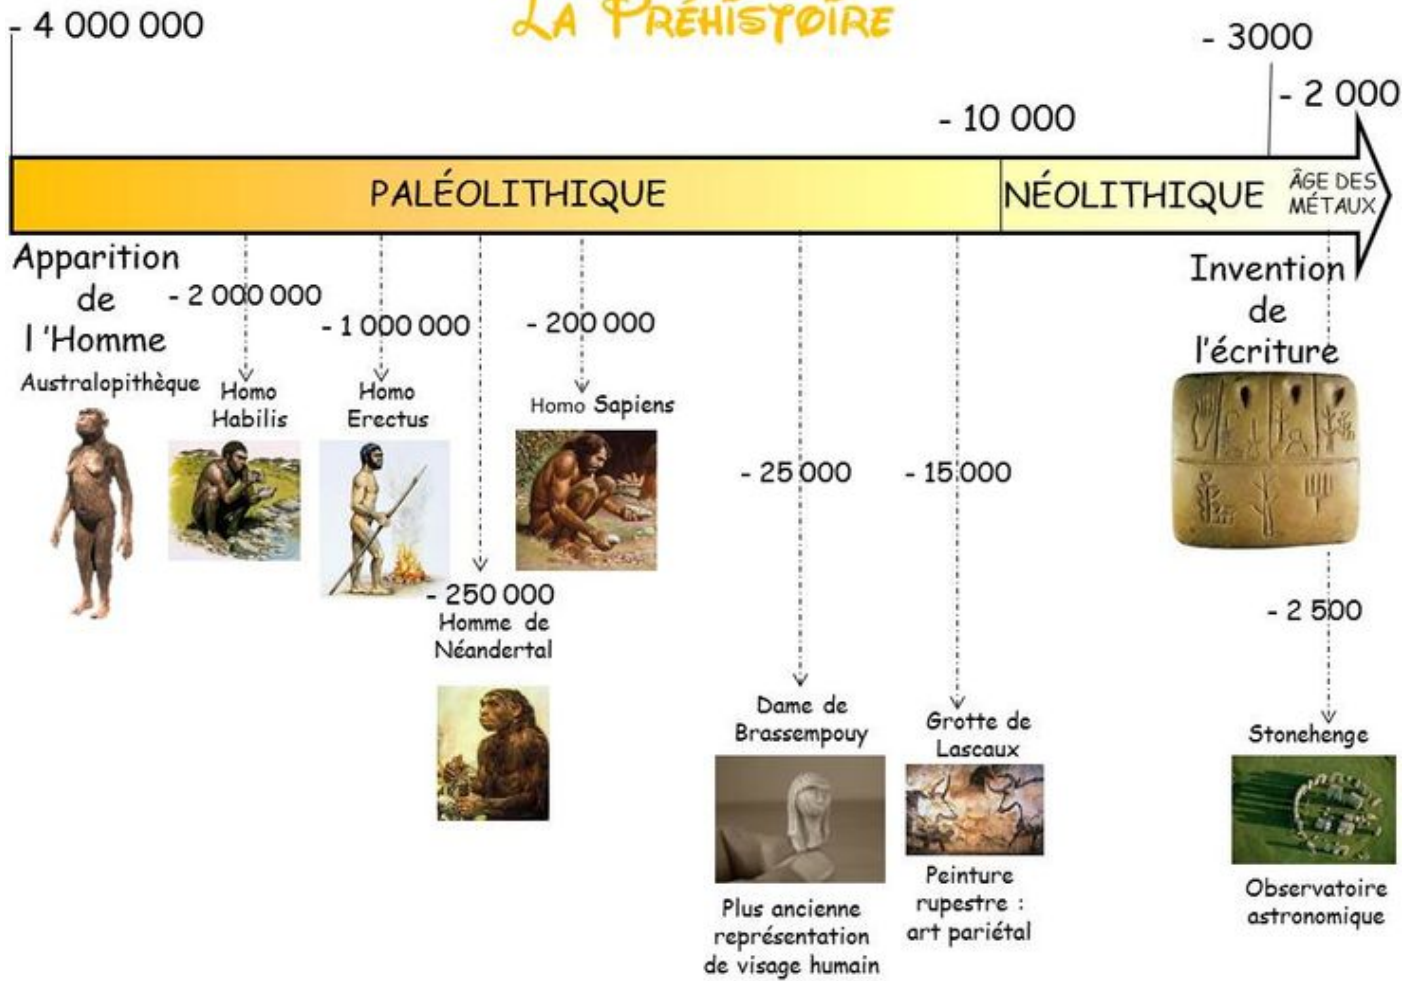 LA PRÉHISTOIRE
- 4 000 000
- 3000
- 2 000
- 10 000
PALÉOLITHIQUE
NÉOLITHIQUE
ÂGE DES
MÉTAUX
Apparition
de
l 'Homme
Australopithèque
- 2 000 000
Homo
Habilis
- 1 000 000
Homo
Erectus
- 250 000
Homme de
Néandertal
- 200 000
Homo Sapiens
- 25 000
Dame de
Brassempouy
Plus ancienne
représentation
de visage humain
- 15 000
Grotte de
Lascaux
Peinture
rupestre :
art pariétal
Invention
de
l'écriture
- 2 500
Stonehenge
Observatoire
astronomique